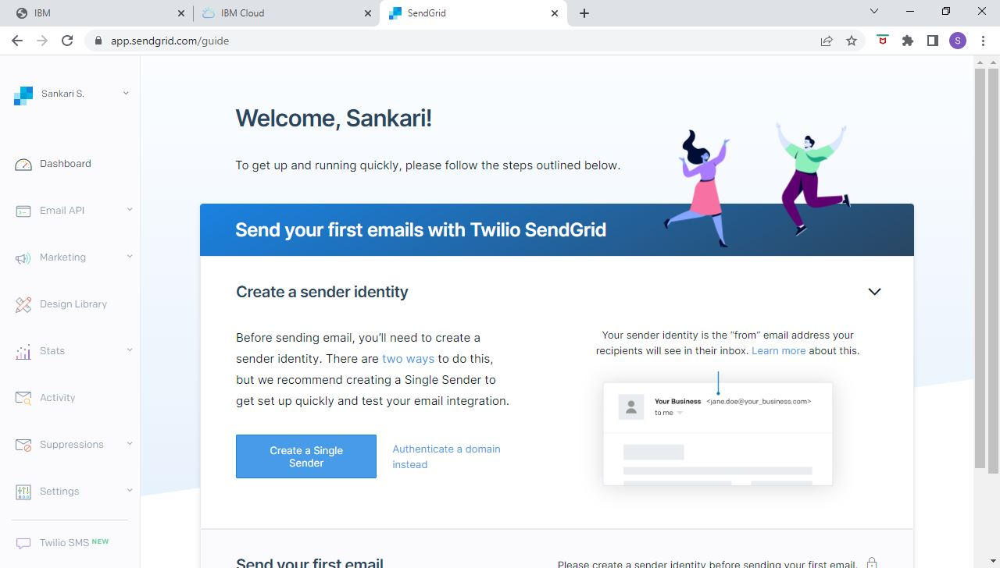 IBM
IBM Cloud
SendGrid
app.sendgrid.com/guide
S
Sankari S.
Dashboard
Email API
Marketing
Design Library
Stats
Activity
Suppressions
Settings
Twilio SMS NEW
Welcome, Sankari!
To get up and running quickly, please follow the steps outlined below.
Send your first emails with Twilio SendGrid
Create a sender identity
Before sending email, you'll need to create a
sender identity. There are two ways to do this,
but we recommend creating a Single Sender to
get set up quickly and test your email integration.
Create a Single
Sender
Authenticate a domain
instead
Your sender identity is the “from” email address your
recipients will see in their inbox. Learn more about this.
Your Business <jane.doe@your_business.com>
to me
Send your first email
Please create a sender identity before sending your first email.